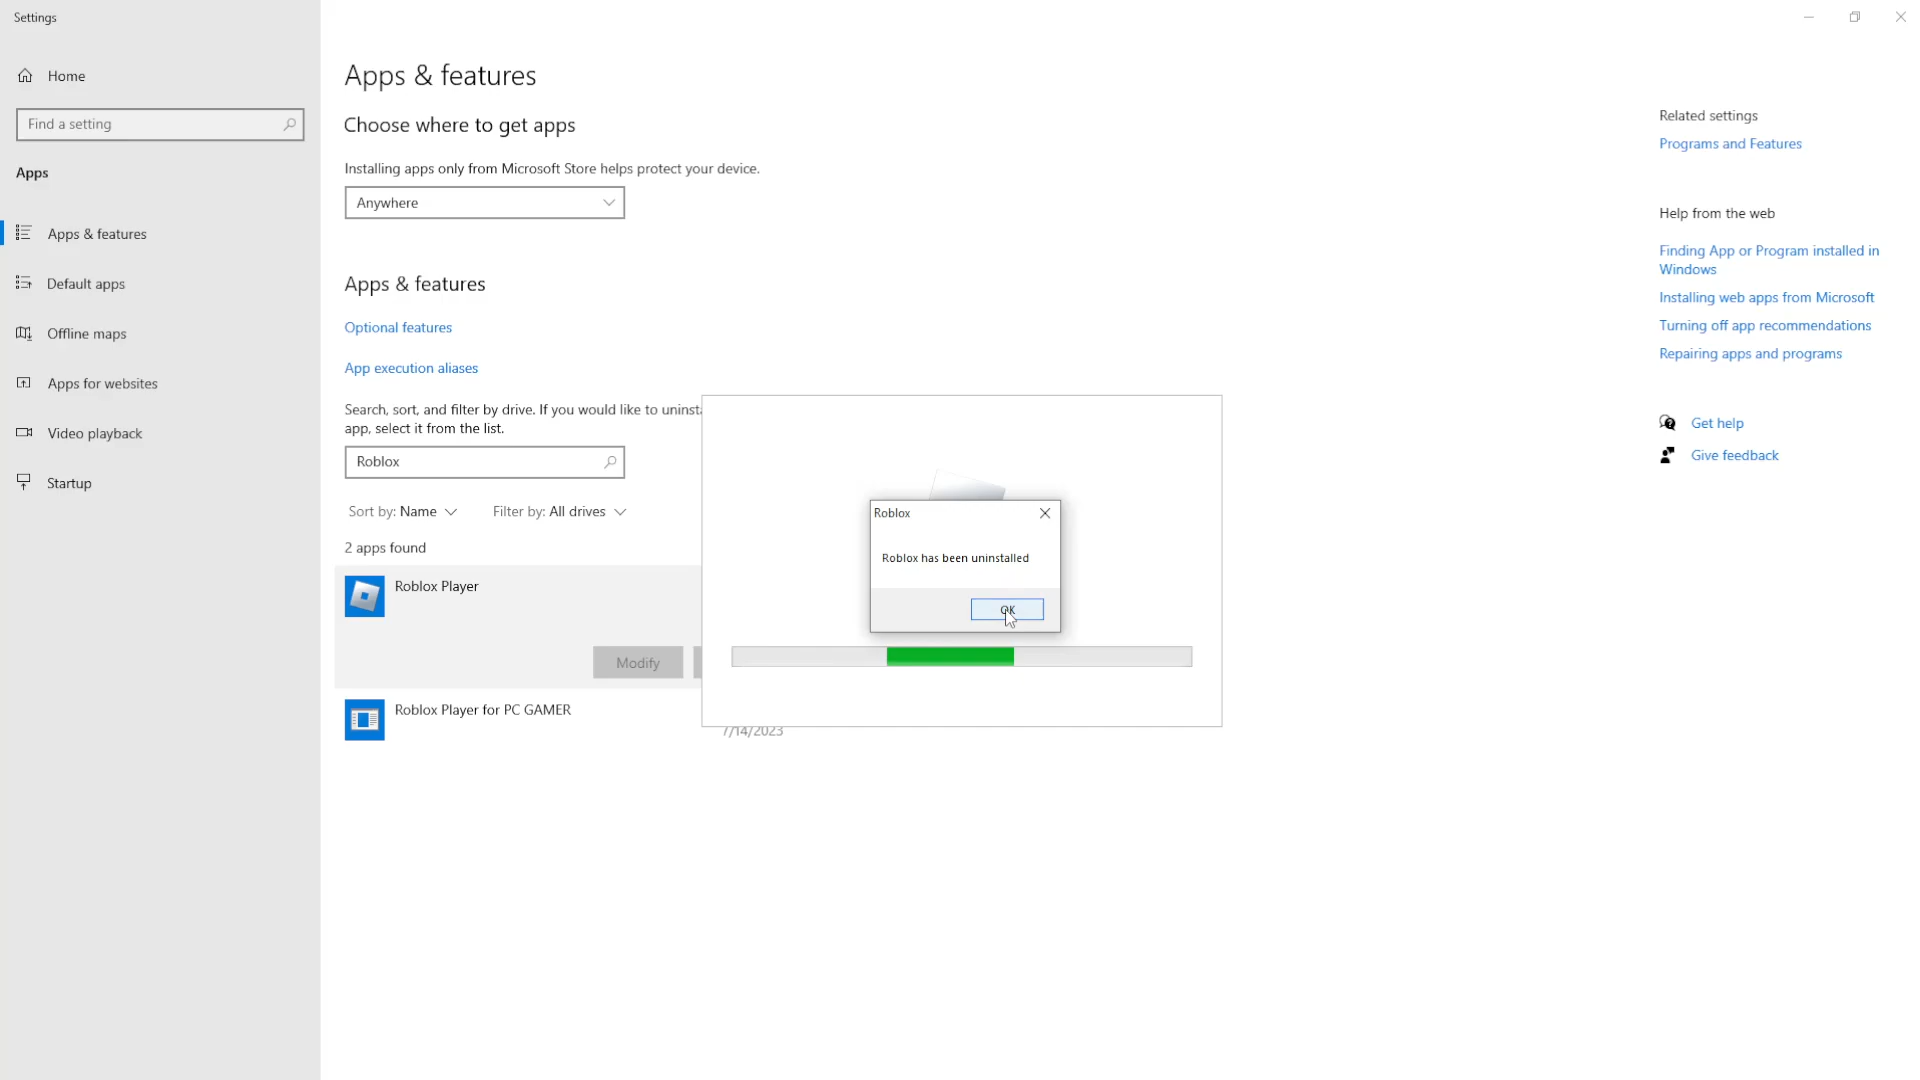 Settings
Home
Find a setting
Apps
Apps & features
Default apps
Offline maps
Apps for websites
Video playback
Startup
Apps & features
Choose where to get apps
Installing apps only from Microsoft Store helps protect your device.
Anywhere
Apps & features
Optional features
App execution aliases
Search, sort, and filter by drive. If you would like to uninst
app, select it from the list.
Roblox
Sort by: Name
Filter by: All drives
2 apps found
Roblox Player
Modify
Roblox Player for PC GAMER
7/14/2023
Roblox
Roblox has been uninstalled
OK
Related settings
Programs and Features
Help from the web
Finding App or Program installed in
Windows
Installing web apps from Microsoft
Turning off app recommendations
Repairing apps and programs
Get help
Give feedback